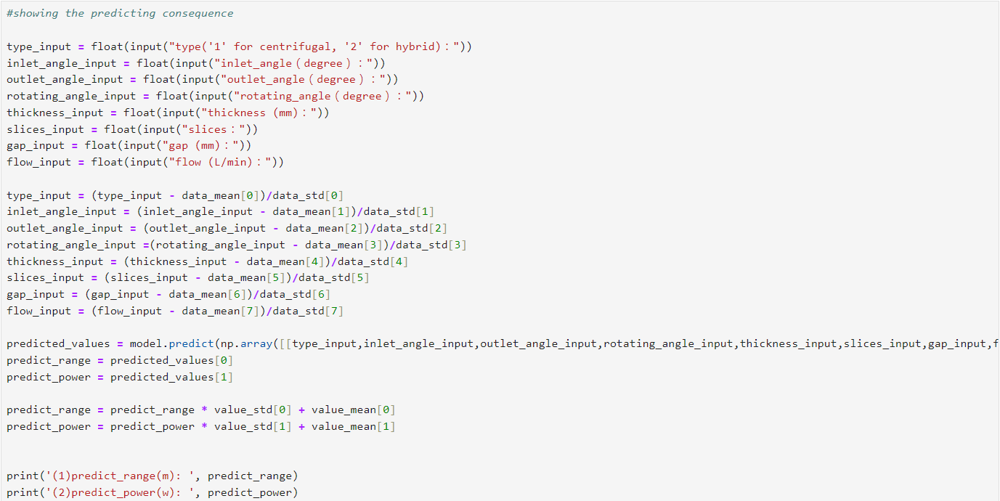 #showing the predicting consequence
type_input = float(input("type('1' for centrifugal, '2' for hybrid)："))
inlet_angle_input = float(input("inlet_angle（degree）："))
outlet_angle_input = float(input("outlet_angle（degree）："))
rotating_angle_input = float(input("rotating_angle（degree）："))
thickness_input = float(input("thickness (mm)："))
slices_input = float(input("slices："))
gap_input = float(input("gap (mm)："))
flow_input = float(input("flow (L/min)："))
type_input = (type_input - data_mean[0])/data_std[0]
inlet_angle_input = (inlet_angle_input - data_mean[1])/data_std[1]
outlet_angle_input = (outlet_angle_input - data_mean[2])/data_std[2]
rotating_angle_input =(rotating_angle_input - data_mean[3])/data_std[3]
thickness_input = (thickness_input - data_mean[4])/data_std[4]
slices_input = (slices_input - data_mean[5])/data_std[5]
gap_input = (gap_input - data_mean[6])/data_std[6]
flow_input = (flow_input - data_mean[7])/data_std[7]
predicted_values = model.predict(np.array([[type_input,inlet_angle_input,outlet_angle_input,rotating_angle_input,thickness_input,slices_input,gap_input,f
predict_range = predicted_values[0]
predict_power = predicted_values[1]
predict_range = predict_range * value_std[0] + value_mean[0]
predict_power = predict_power * value_std[1] + value_mean[1]
print('(1)predict_range(m): ', predict_range)
print('(2)predict_power(w): ', predict_power)